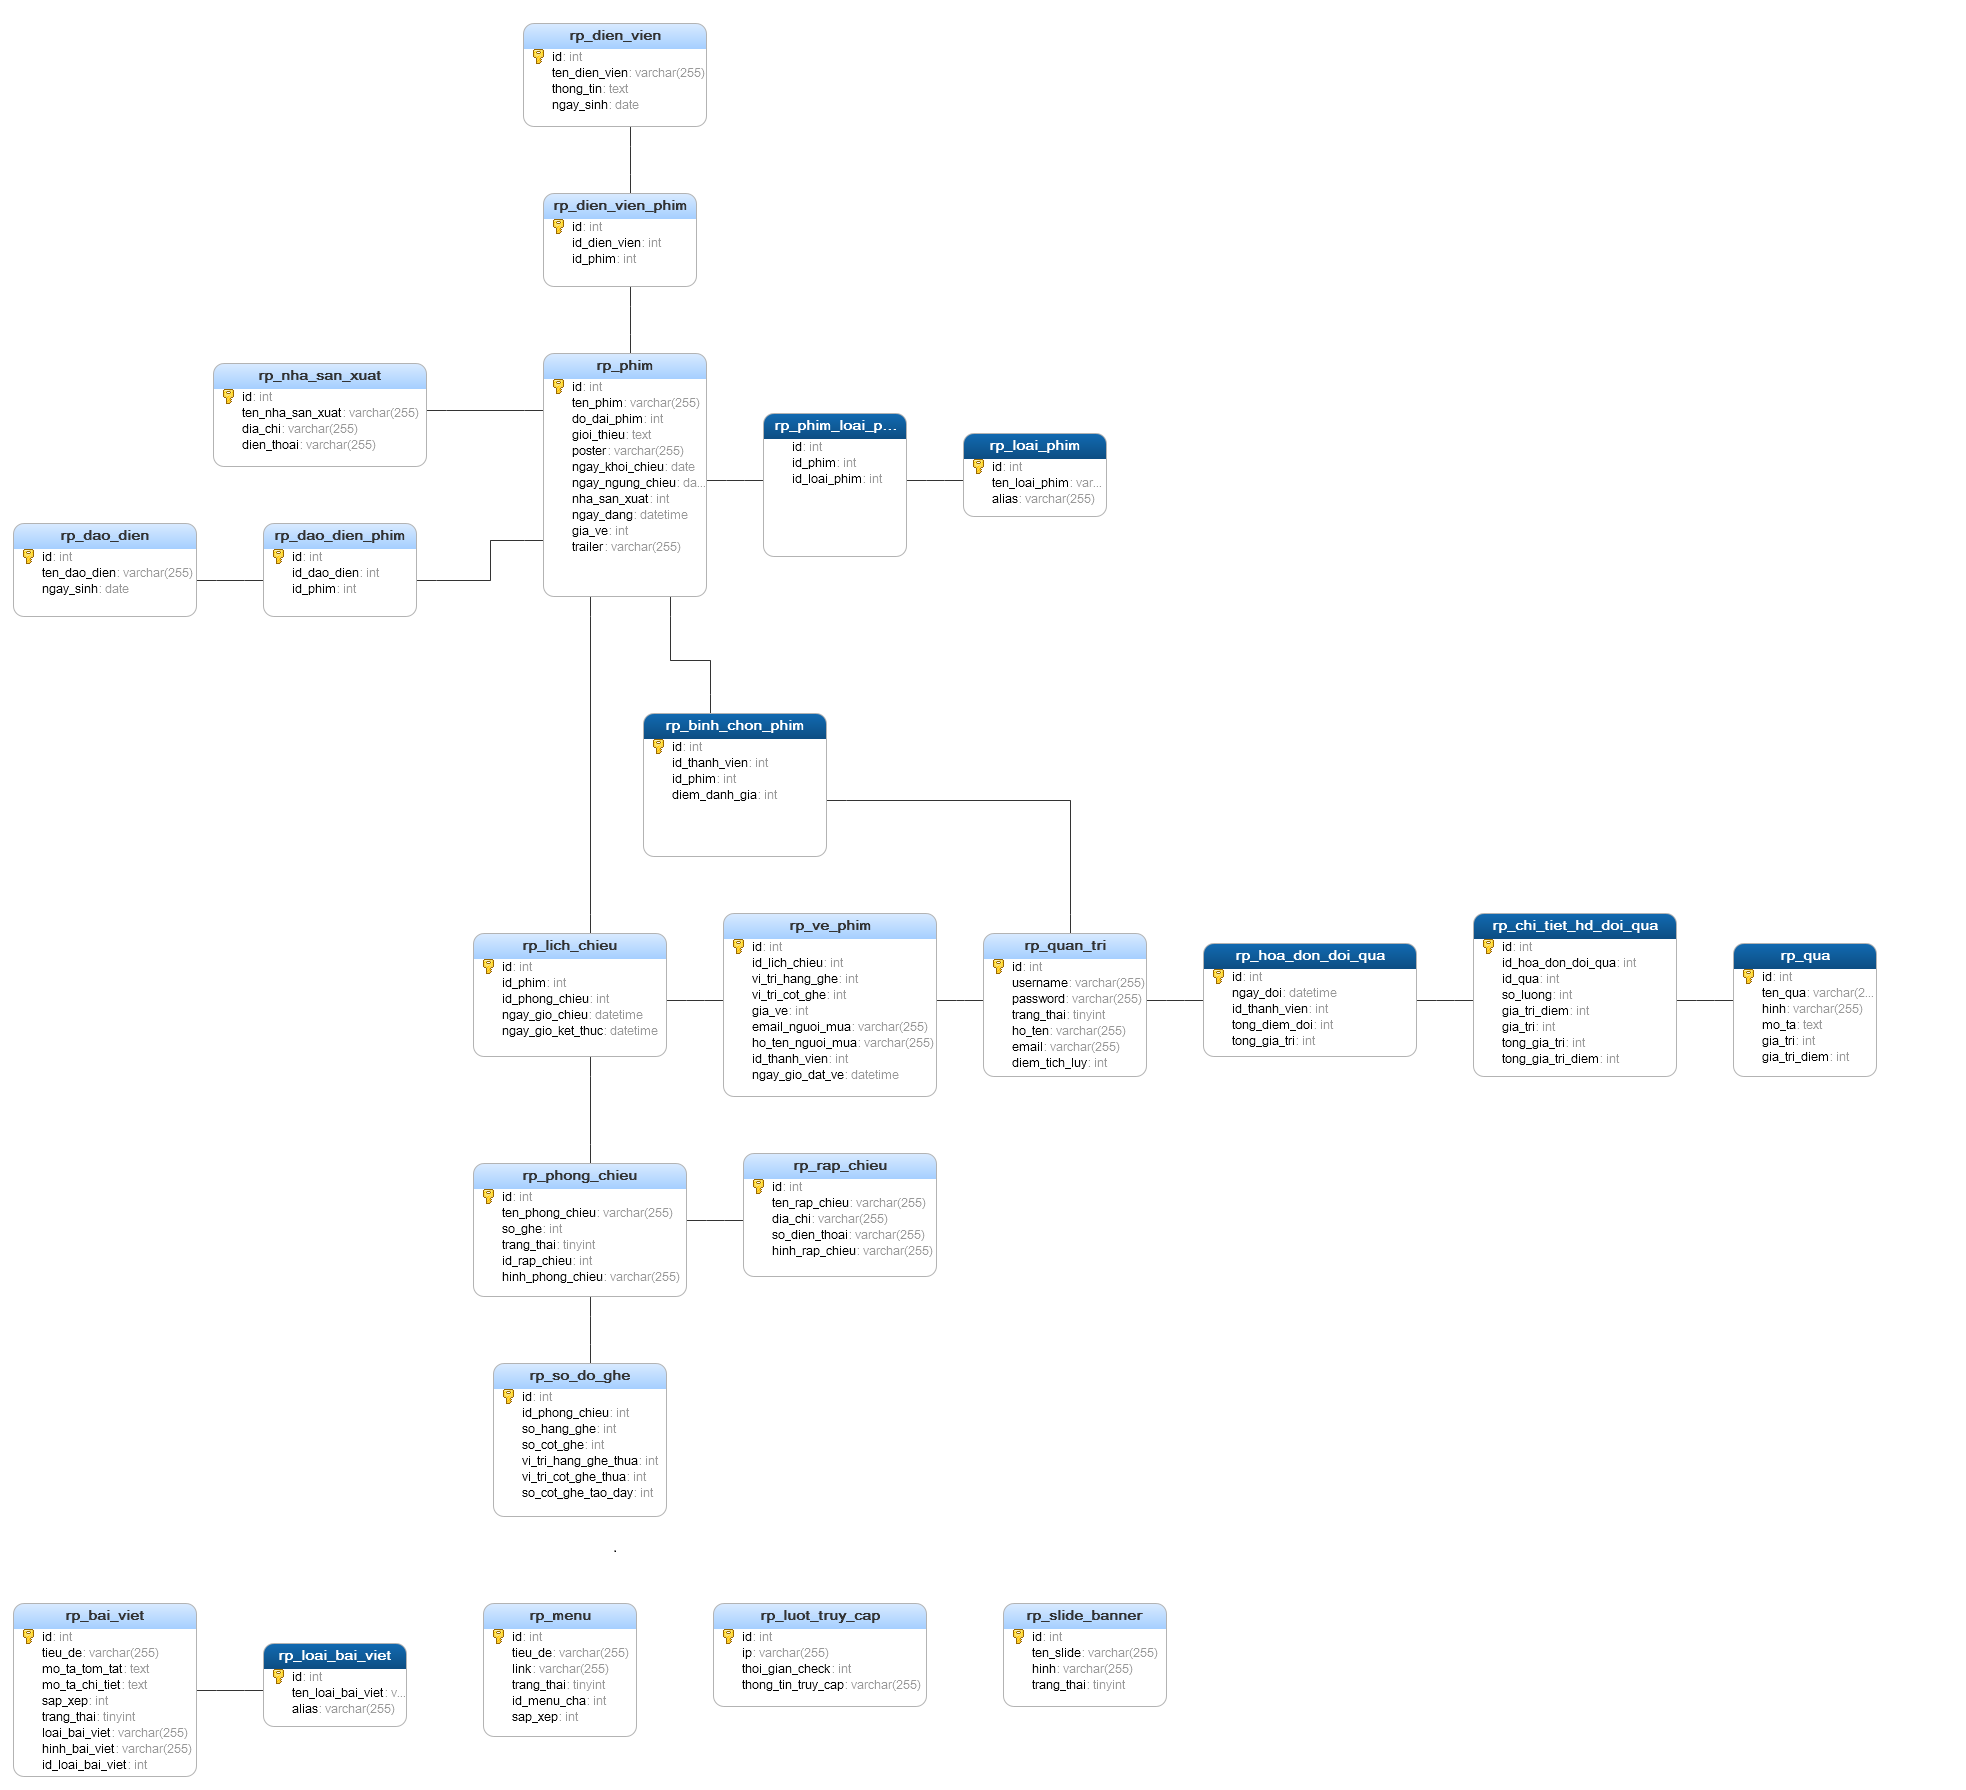 rp_dien_vien
id: int
ten_dien_vien: varchar(255)
thong_tin: text
ngay_sinh: date
rp_dien_vien_phim
id: int
id_dien_vien: int
id_phim: int
rp_nha_san_xuat
id: int
ten_nha_san_xuat: varchar(255)
dia_chi: varchar(255)
dien_thoai: varchar(255)
rp_phim
id: int
ten_phim: varchar(255)
do_dai_phim: int
gioi_thieu: text
poster: varchar(255)
ngay_khoi_chieu: date
ngay_ngung_chieu: da...
nha_san_xuat: int
ngay_dang: datetime
gia_ve: int
trailer: varchar(255)
rp_phim_loai_p...
id: int
id_phim: int
id_loai_phim: int
rp_loai_phim
id: int
ten_loai_phim: var...
alias: varchar(255)
rp_dao_dien
id: int
ten_dao_dien: varchar(255)
ngay_sinh: date
rp_dao_dien_phim
id: int
id_dao_dien: int
id_phim: int
rp_binh_chon_phim
id: int
id_thanh_vien: int
id_phim: int
diem_danh_gia: int
rp_lich_chieu
id: int
id_phim: int
id_phong_chieu: int
ngay_gio_chieu: datetime
ngay_gio_ket_thuc: datetime
rp_ve_phim
id: int
id_lich_chieu: int
vi_tri_hang_ghe: int
vi_tri_cot_ghe: int
gia_ve: int
email_nguoi_mua: varchar(255)
ho_ten_nguoi_mua: varchar(255)
id_thanh_vien: int
ngay_gio_dat_ve: datetime
rp_quan_tri
id: int
username: varchar(255)
password: varchar(255)
trang_thai: tinyint
ho_ten: varchar(255)
email: varchar(255)
diem_tich_luy: int
rp_hoa_don_doi_qua
id: int
ngay_doi: datetime
id_thanh_vien: int
tong_diem_doi: int
tong_gia_tri: int
rp_chi_tiet_hd_doi_qua
id: int
id_hoa_don_doi_qua: int
id_qua: int
so_luong: int
gia_tri_diem: int
gia_tri: int
tong_gia_tri: int
tong_gia_tri_diem: int
rp_qua
id: int
ten_qua: varchar(2...
hinh: varchar(255)
mo_ta: text
gia_tri: int
gia_tri_diem: int
rp_phong_chieu
id: int
ten_phong_chieu: varchar(255)
so_ghe: int
trang_thai: tinyint
id_rap_chieu: int
hinh_phong_chieu: varchar(255)
rp_rap_chieu
id: int
ten_rap_chieu: varchar(255)
dia_chi: varchar(255)
so_dien_thoai: varchar(255)
hinh_rap_chieu: varchar(255)
rp_so_do_ghe
id: int
id_phong_chieu: int
so_hang_ghe: int
so_cot_ghe: int
vi_tri_hang_ghe_thua: int
vi_tri_cot_ghe_thua: int
so_cot_ghe_tao_day: int
.
rp_bai_viet
id: int
tieu_de: varchar(255)
mo_ta_tom_tat: text
mo_ta_chi_tiet: text
sap_xep: int
trang_thai: tinyint
loai_bai_viet: varchar(255)
hinh_bai_viet: varchar(255)
id_loai_bai_viet: int
rp_loai_bai_viet
id: int
ten_loai_bai_viet: v...
alias: varchar(255)
rp_menu
id: int
tieu_de: varchar(255)
link: varchar(255)
trang_thai: tinyint
id_menu_cha: int
sap_xep: int
rp_luot_truy_cap
id: int
ip: varchar(255)
thoi_gian_check: int
thong_tin_truy_cap: varchar(255)
rp_slide_banner
id: int
ten_slide: varchar(255)
hinh: varchar(255)
trang_thai: tinyint